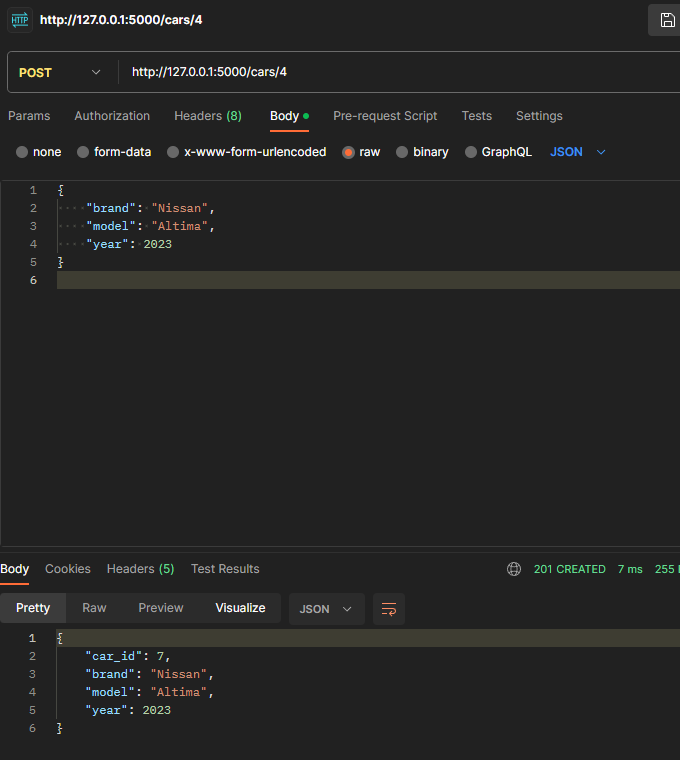 HTTP http://127.0.0.1:5000/cars/4
POST http://127.0.0.1:5000/cars/4
Params Authorization Headers (8) Body Pre-request Script Tests Settings
none form-data x-www-form-urlencoded raw binary GraphQL JSON
1 {
2 ····"brand":·"Nissan",
3 ····"model":·"Altima",
4 ····"year":·2023
5 }
6
Body Cookies Headers (5) Test Results 201 CREATED 7 ms 255
Pretty Raw Preview Visualize JSON
1 {
2     "car_id": 7,
3     "brand": "Nissan",
4     "model": "Altima",
5     "year": 2023
6 }